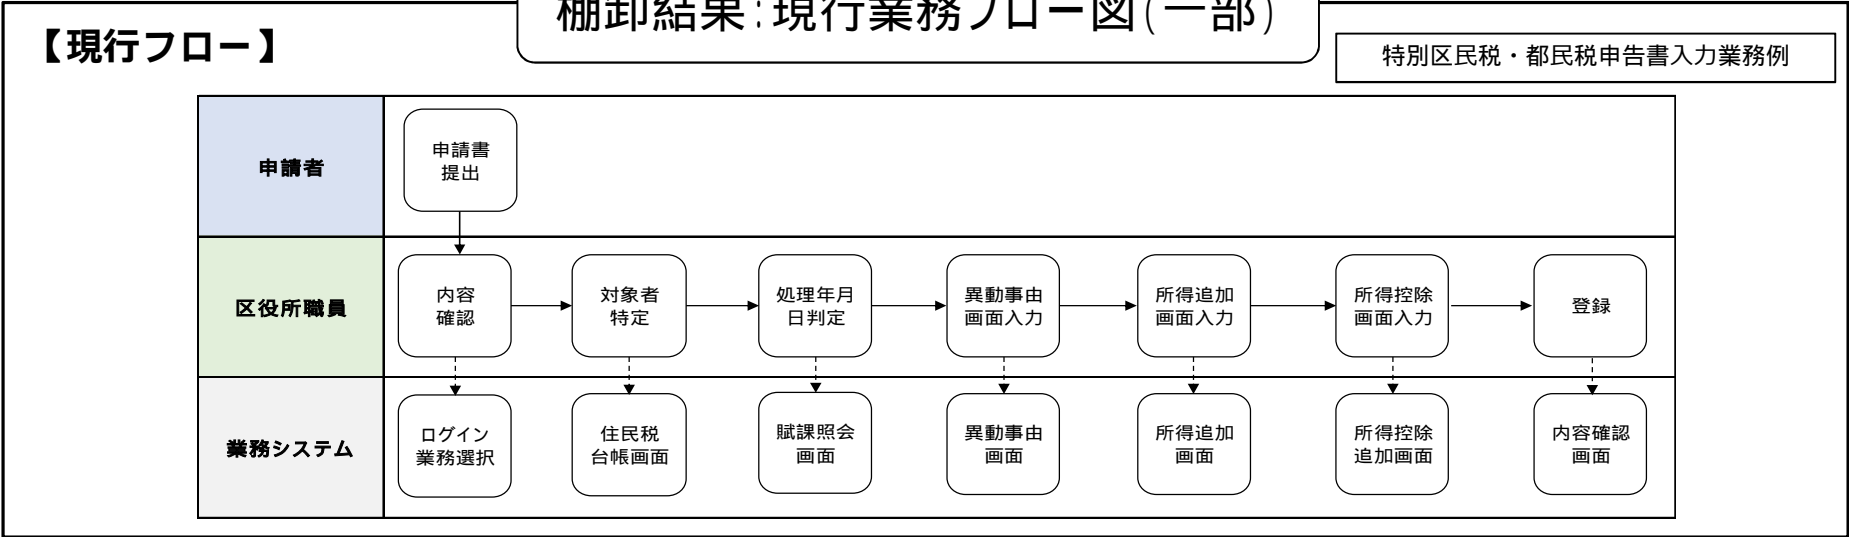 棚卸結果:現行業務フロー図(一部)
【現行フロー】
特別区民税・都民税申告書入力業務例
申請者
申請書
提出
区役所職員
内容
確認
対象者
特定
処理年月
日判定
異動事由
画面入力
所得追加
画面入力
所得控除
画面入力
登録
業務システム
ログイン
業務選択
住民税
台帳画面
賦課照会
画面
異動事由
画面
所得追加
画面
所得控除
追加画面
内容確認
画面